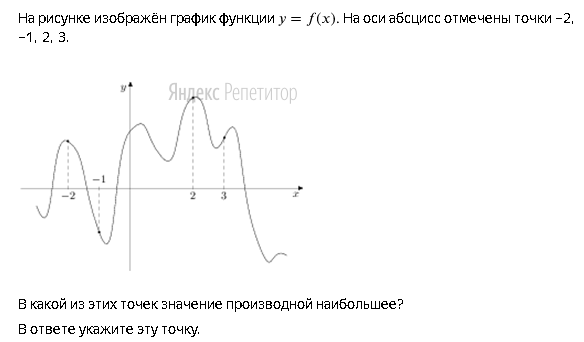 На рисунке изображён график функции y = f(x). На оси абсцисс отмечены точки –2,
–1, 2, 3.
Яндекс Репетитор
y
–1
–2
2
3
x
В какой из этих точек значение производной наибольшее?
В ответе укажите эту точку.